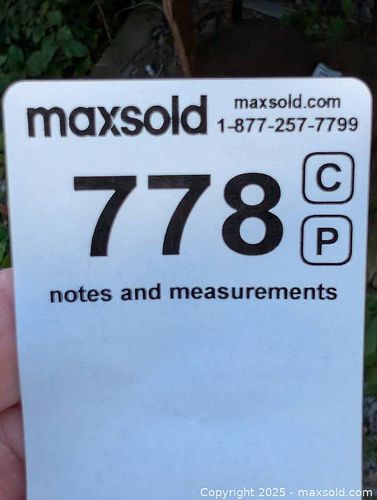 maxsold
maxsold.com
1-877-257-7799
778
C
P
notes and measurements
Copyright 2025 - maxsold.com